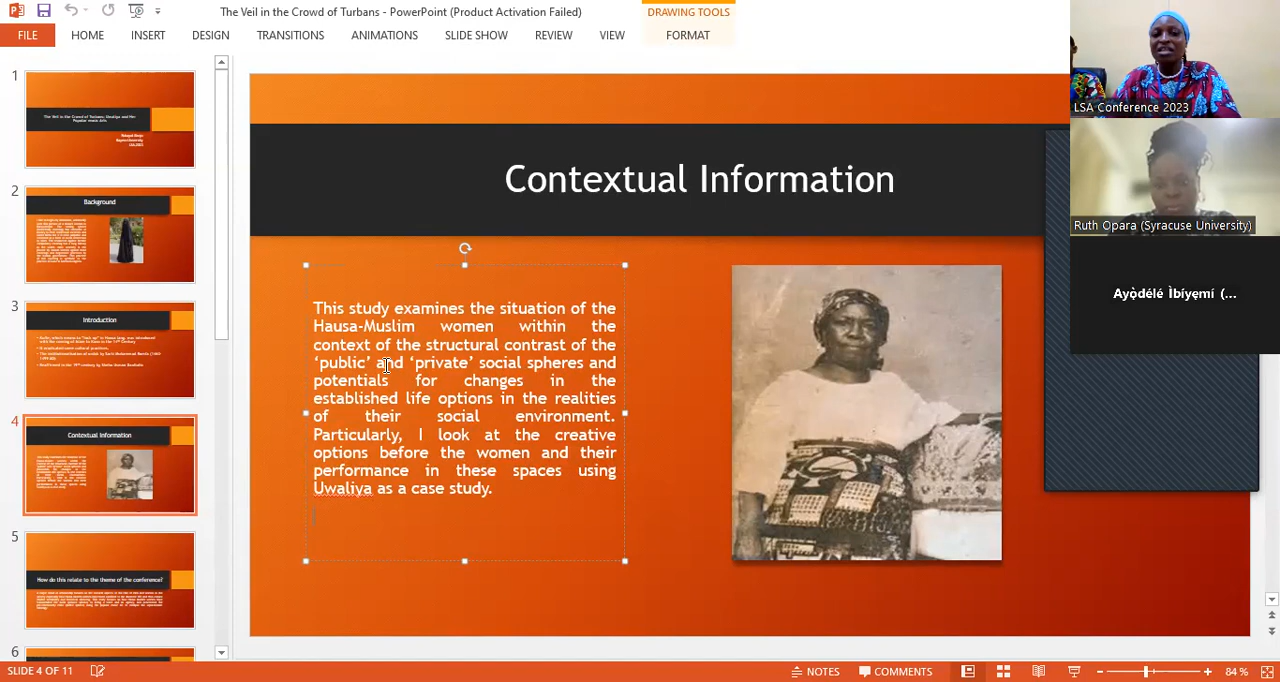 The Veil in the Crowd of Turbans - PowerPoint (Product Activation Failed)
DRAWING TOOLS
FILE
HOME
INSERT
DESIGN
TRANSITIONS
ANIMATIONS
SLIDE SHOW
REVIEW
VIEW
FORMAT
LSA Conference 2023
Ruth Opara (Syracuse University)
Ayọ̀délé Ìbíyẹmí (...
1
2
Background
3
Introduction
4
Contextual Information
5
How do this relate to the theme of the conference?
6
Contextual Information
This study examines the situation of the
Hausa-Muslim women within the
context of the structural contrast of the
‘public’ and ‘private’ social spheres and
potentials for changes in the
established life options in the realities
of their social environment.
Particularly, I look at the creative
options before the women and their
performance in these spaces using
Uwaliya as a case study.
SLIDE 4 OF 11
NOTES
COMMENTS
84 %